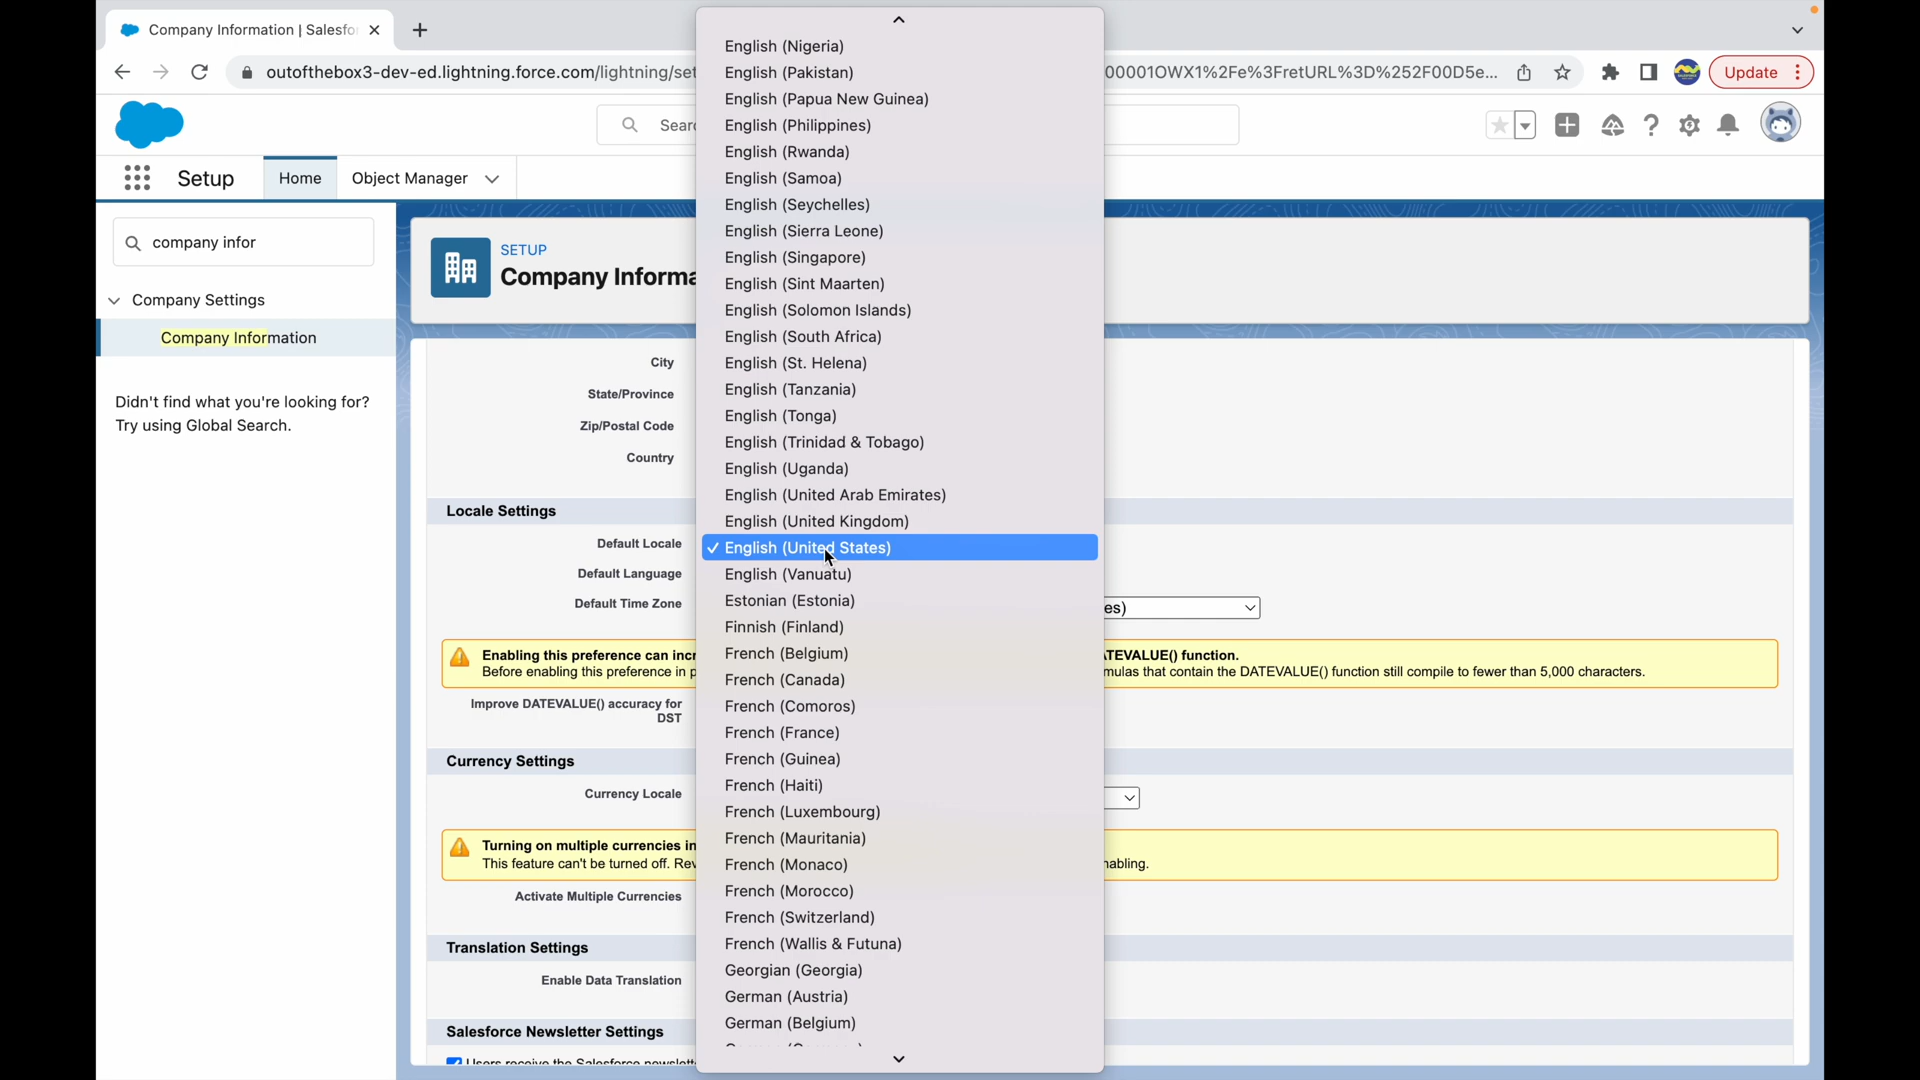 Company Information | Salesfo
outofthebox3-dev-ed.lightning.force.com/lightning/set
00001OWX1%2Fe%3FretURL%3D%252F00D5e...
Update
Sear
Setup
Home
Object Manager
company infor
Company Settings
Company Information
Didn't find what you're looking for?
Try using Global Search.
SETUP
Company Informa
City
State/Province
Zip/Postal Code
Country
Locale Settings
Default Locale
Default Language
Default Time Zone
es)
Enabling this preference can incr
TEVALUE() function.
Before enabling this preference in p
mulas that contain the DATEVALUE() function still compile to fewer than 5,000 characters.
Improve DATEVALUE() accuracy for
DST
Currency Settings
Currency Locale
Turning on multiple currencies in
This feature can't be turned off. Rev
nabling.
Activate Multiple Currencies
Translation Settings
Enable Data Translation
Salesforce Newsletter Settings
Users receive the Salesforce newslett
English (Nigeria)
English (Pakistan)
English (Papua New Guinea)
English (Philippines)
English (Rwanda)
English (Samoa)
English (Seychelles)
English (Sierra Leone)
English (Singapore)
English (Sint Maarten)
English (Solomon Islands)
English (South Africa)
English (St. Helena)
English (Tanzania)
English (Tonga)
English (Trinidad & Tobago)
English (Uganda)
English (United Arab Emirates)
English (United Kingdom)
✓ English (United States)
English (Vanuatu)
Estonian (Estonia)
Finnish (Finland)
French (Belgium)
French (Canada)
French (Comoros)
French (France)
French (Guinea)
French (Haiti)
French (Luxembourg)
French (Mauritania)
French (Monaco)
French (Morocco)
French (Switzerland)
French (Wallis & Futuna)
Georgian (Georgia)
German (Austria)
German (Belgium)